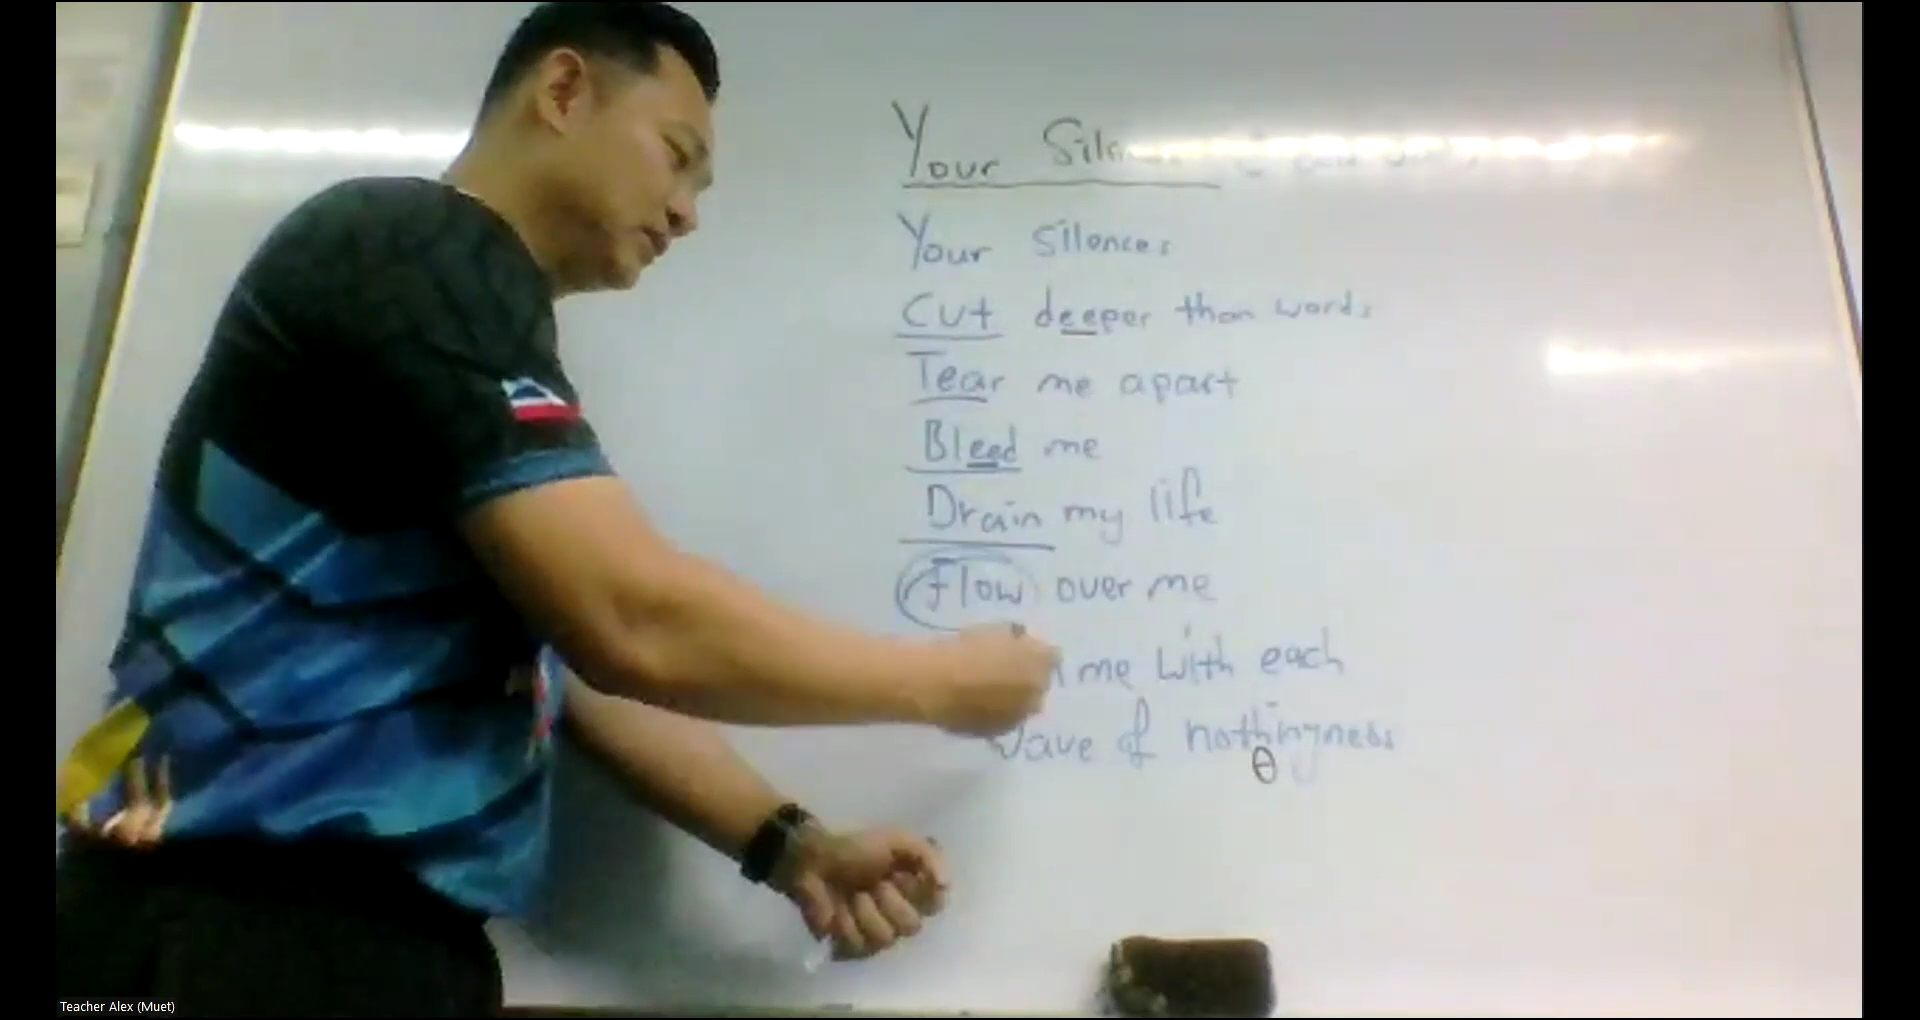 Your
Your Silences
Cut deeper than words
Tear me apart
Bleed me
Drain my life
Flow over me
me with each
wave of nothingness
θ
Teacher Alex (Muet)